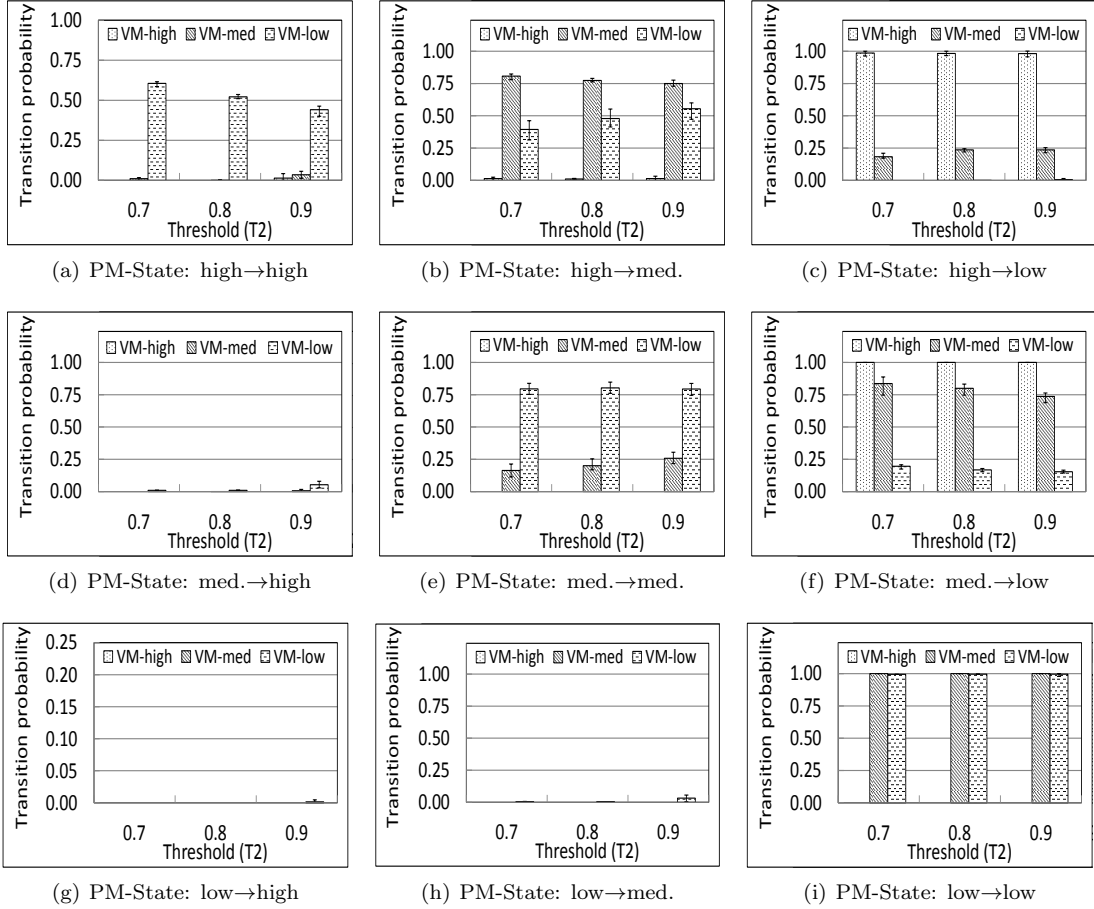 Transition probability
1.00
0.75
0.50
0.25
0.00
VM-high VM-med VM-low
0.7 0.8 0.9
Threshold (T2)
(a) PM-State: high→high
Transition probability
1.00
0.75
0.50
0.25
0.00
VM-high VM-med VM-low
0.7 0.8 0.9
Threshold (T2)
(b) PM-State: high→med.
Transition probability
1.00
0.75
0.50
0.25
0.00
VM-high VM-med VM-low
0.7 0.8 0.9
Threshold (T2)
(c) PM-State: high→low
Transition probability
1.00
0.75
0.50
0.25
0.00
VM-high VM-med VM-low
0.7 0.8 0.9
Threshold (T2)
(d) PM-State: med.→high
Transition probability
1.00
0.75
0.50
0.25
0.00
VM-high VM-med VM-low
0.7 0.8 0.9
Threshold (T2)
(e) PM-State: med.→med.
Transition probability
1.00
0.75
0.50
0.25
0.00
VM-high VM-med VM-low
0.7 0.8 0.9
Threshold (T2)
(f) PM-State: med.→low
Transition probability
0.25
0.20
0.15
0.10
0.05
0.00
VM-high VM-med VM-low
0.7 0.8 0.9
Threshold (T2)
(g) PM-State: low→high
Transition probability
1.00
0.75
0.50
0.25
0.00
VM-high VM-med VM-low
0.7 0.8 0.9
Threshold (T2)
(h) PM-State: low→med.
Transition probability
1.00
0.75
0.50
0.25
0.00
VM-high VM-med VM-low
0.7 0.8 0.9
Threshold (T2)
(i) PM-State: low→low